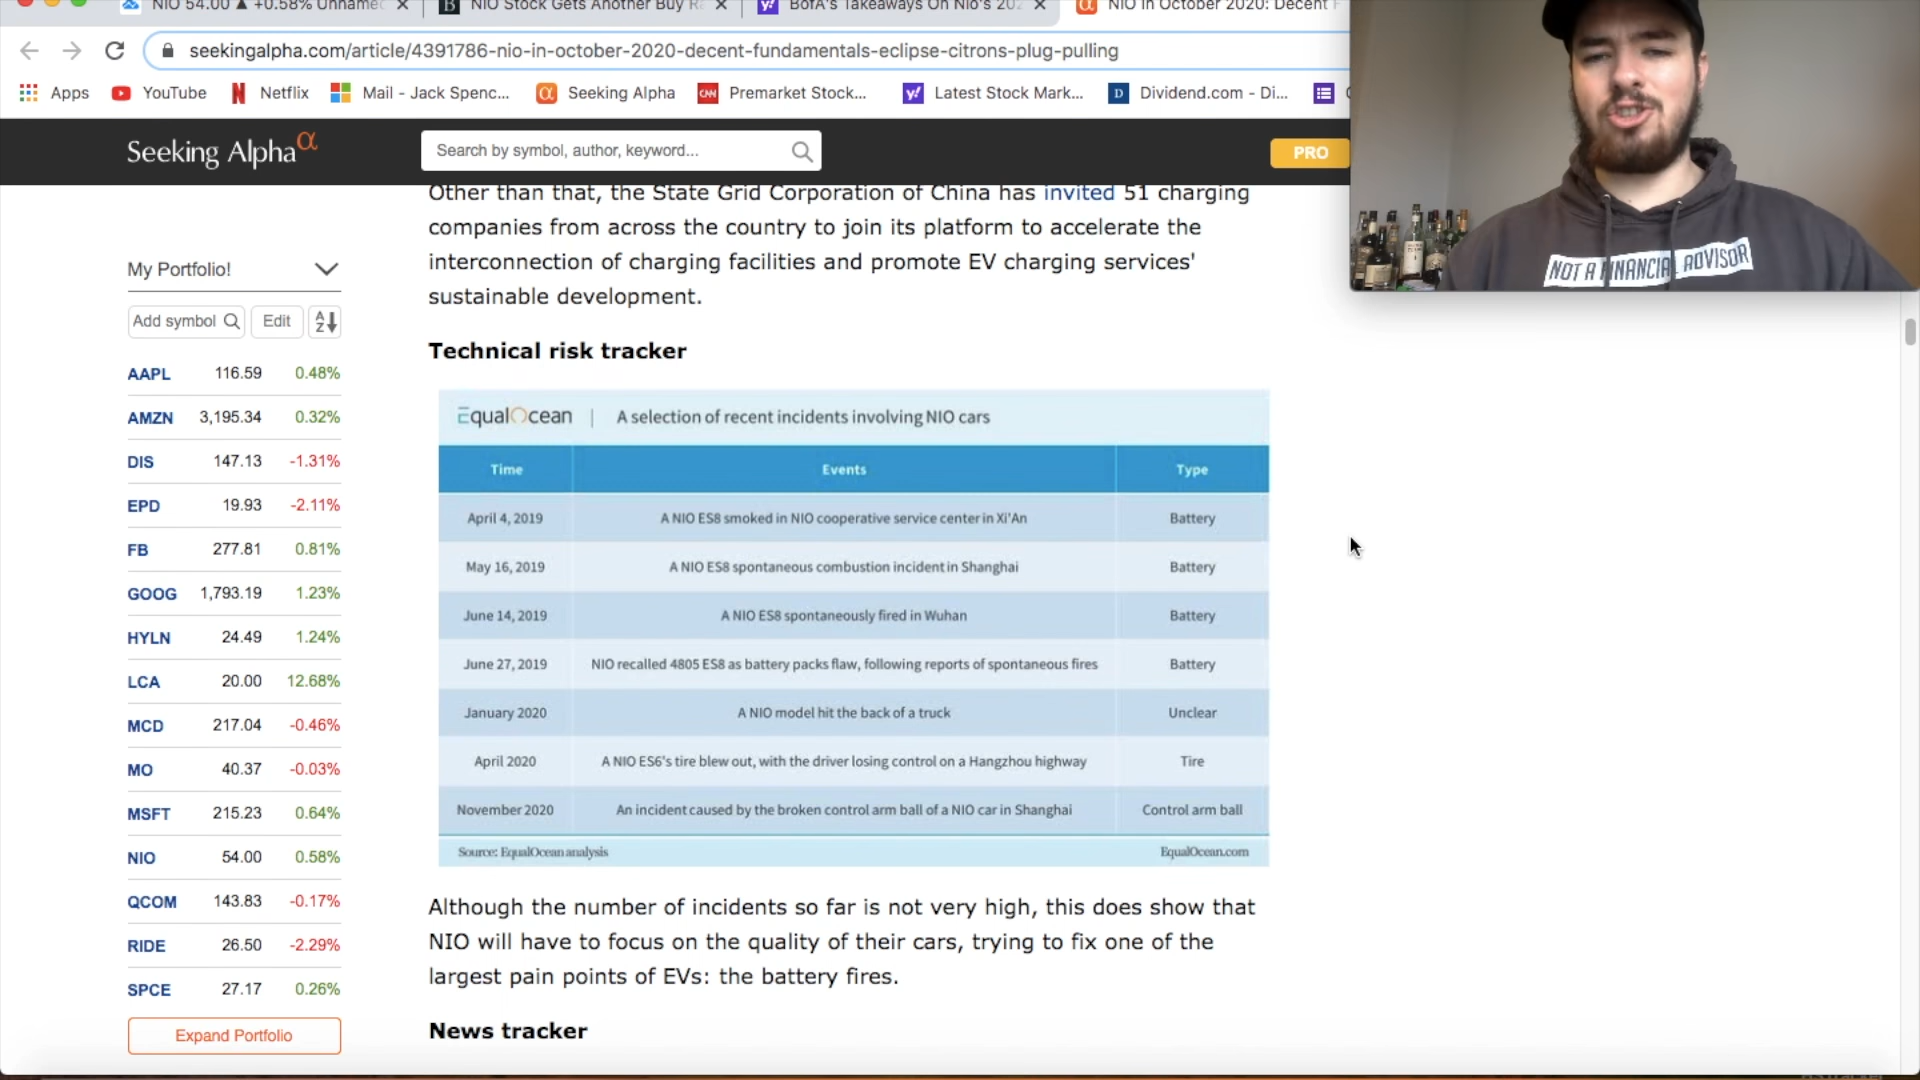 NIO 54.00 ▲ +0.58% Unnamed
NIO Stock Gets Another Buy Ra
BofA's Takeaways On Nio's 202
NIO In October 2020: Decent F
seekingalpha.com/article/4391786-nio-in-october-2020-decent-fundamentals-eclipse-citrons-plug-pulling
Apps
YouTube
Netflix
Mail - Jack Spenc...
Seeking Alpha
Premarket Stock...
Latest Stock Mark...
Dividend.com - Di...
Seeking Alpha α
Search by symbol, author, keyword...
PRO
NOT A FINANCIAL ADVISOR
My Portfolio!
Add symbol
Edit
A Z
AAPL 116.59 0.48%
AMZN 3,195.34 0.32%
DIS 147.13 -1.31%
EPD 19.93 -2.11%
FB 277.81 0.81%
GOOG 1,793.19 1.23%
HYLN 24.49 1.24%
LCA 20.00 12.68%
MCD 217.04 -0.46%
MO 40.37 -0.03%
MSFT 215.23 0.64%
NIO 54.00 0.58%
QCOM 143.83 -0.17%
RIDE 26.50 -2.29%
SPCE 27.17 0.26%
Expand Portfolio
Other than that, the State Grid Corporation of China has invited 51 charging
companies from across the country to join its platform to accelerate the
interconnection of charging facilities and promote EV charging services'
sustainable development.
Technical risk tracker
EqualOcean | A selection of recent incidents involving NIO cars
Time Events Type
April 4, 2019 A NIO ES8 smoked in NIO cooperative service center in Xi'An Battery
May 16, 2019 A NIO ES8 spontaneous combustion incident in Shanghai Battery
June 14, 2019 A NIO ES8 spontaneously fired in Wuhan Battery
June 27, 2019 NIO recalled 4805 ES8 as battery packs flaw, following reports of spontaneous fires Battery
January 2020 A NIO model hit the back of a truck Unclear
April 2020 A NIO ES6's tire blew out, with the driver losing control on a Hangzhou highway Tire
November 2020 An incident caused by the broken control arm ball of a NIO car in Shanghai Control arm ball
Source: EqualOcean analysis
EqualOcean.com
Although the number of incidents so far is not very high, this does show that
NIO will have to focus on the quality of their cars, trying to fix one of the
largest pain points of EVs: the battery fires.
News tracker